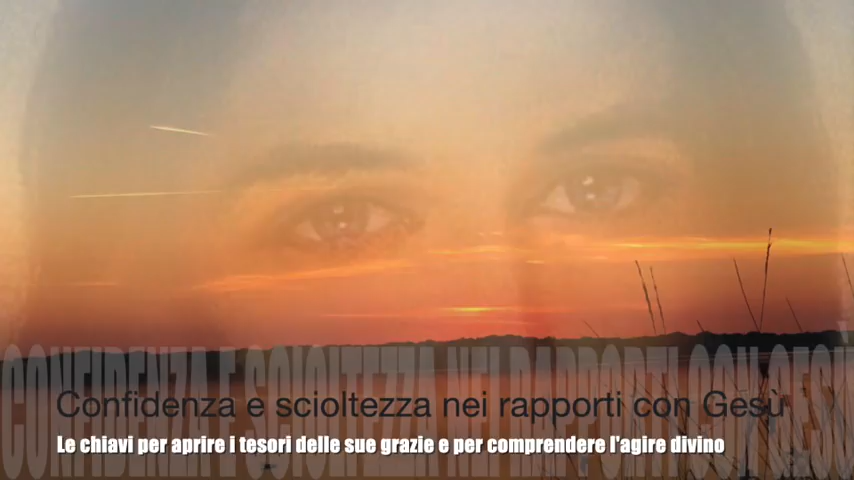 CONFIDENZA E SCIOLTEZZA NEI RAPPORTI CON GESÙ
Confidenza e scioltezza nei rapporti con Gesù
Le chiavi per aprire i tesori delle sue grazie e per comprendere l'agire divino